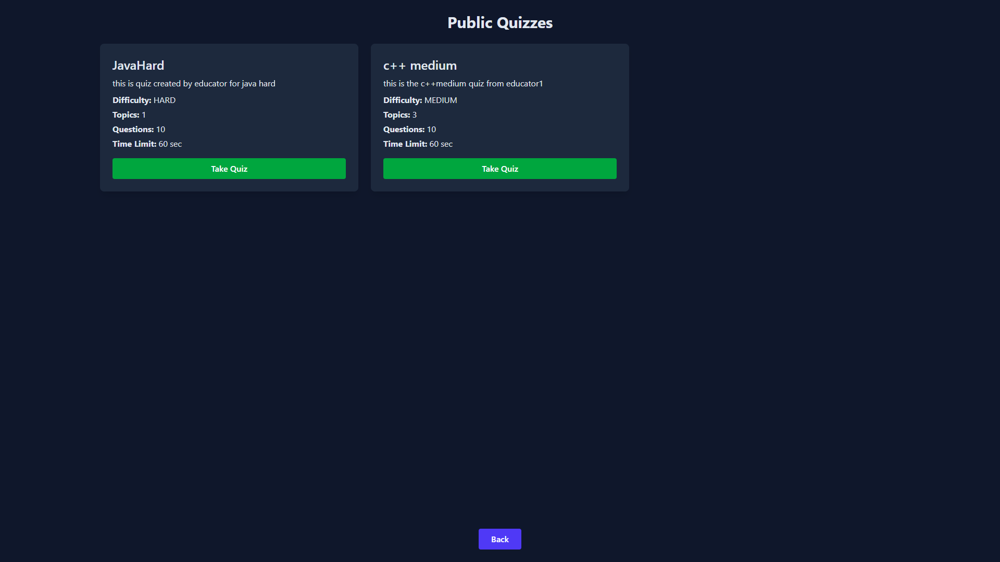 Public Quizzes
JavaHard
this is quiz created by educator for java hard
Difficulty: HARD
Topics: 1
Questions: 10
Time Limit: 60 sec
Take Quiz
c++ medium
this is the c++medium quiz from educator1
Difficulty: MEDIUM
Topics: 3
Questions: 10
Time Limit: 60 sec
Take Quiz
Back